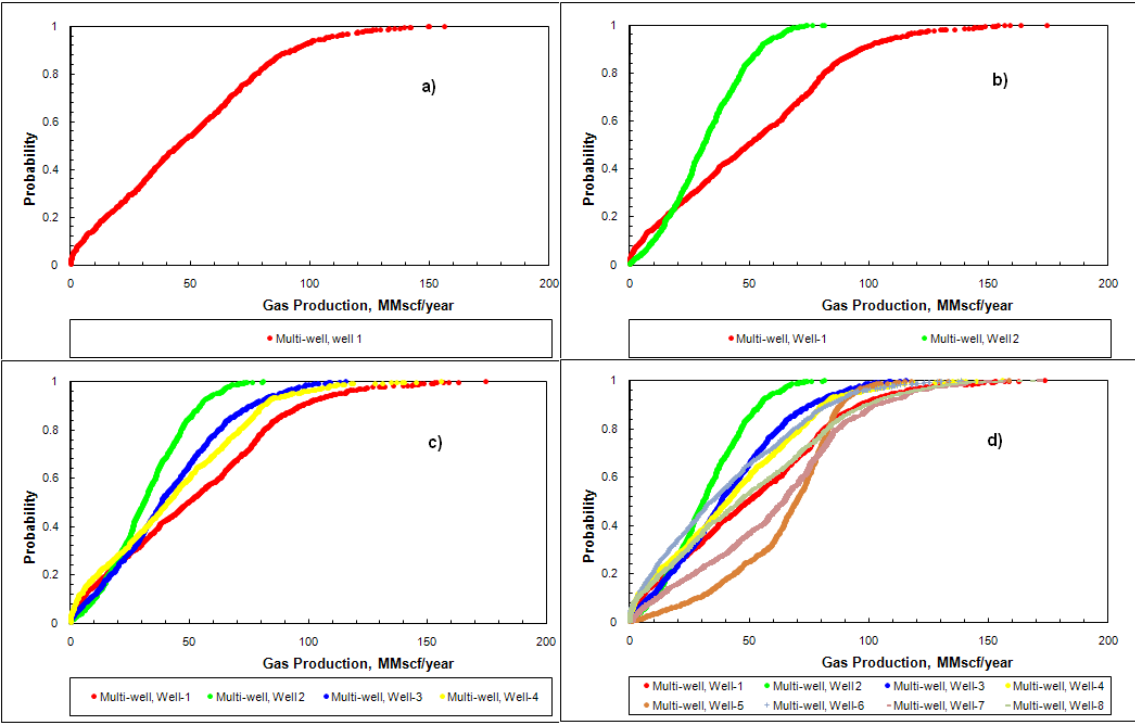 1
0.8
0.6
0.4
0.2
0
Probability
a)
0 50 100 150 200
Gas Production, MMscf/year
Multi-well, well 1
1
0.8
0.6
0.4
0.2
0
Probability
b)
0 50 100 150 200
Gas Production, MMscf/year
Multi-well, Well-1 Multi-well, Well 2
1
0.8
0.6
0.4
0.2
0
Probability
c)
0 50 100 150 200
Gas Production, MMscf/year
Multi-well, Well-1 Multi-well, Well 2 Multi-well, Well-3 Multi-well, Well-4
1
0.8
0.6
0.4
0.2
0
Probability
d)
0 50 100 150 200
Gas Production, MMscf/year
Multi-well, Well-1 Multi-well, Well 2 Multi-well, Well-3 Multi-well, Well-4
Multi-well, Well-5 Multi-well, Well-6 Multi-well, Well-7 Multi-well, Well-8